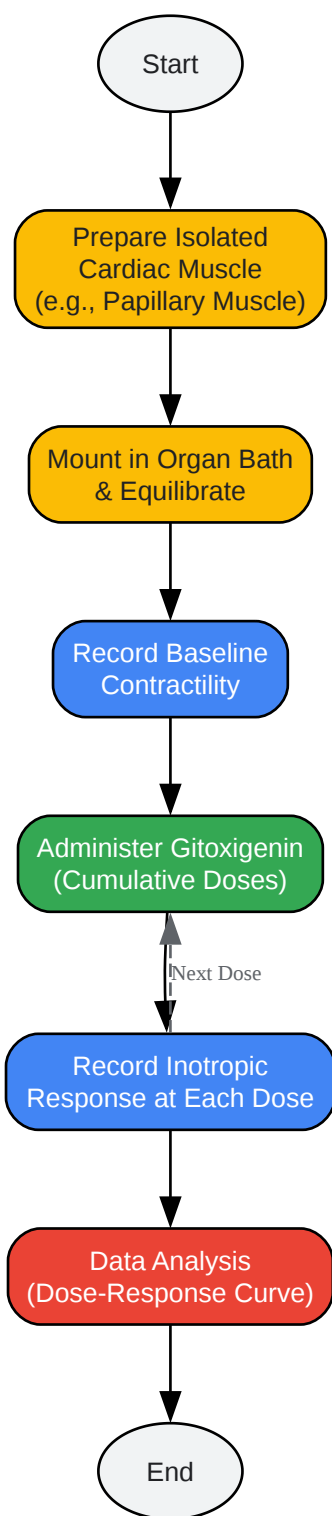 Start
Prepare Isolated
Cardiac Muscle
(e.g., Papillary Muscle)
Mount in Organ Bath
& Equilibrate
Record Baseline
Contractility
Administer Gitoxigenin
(Cumulative Doses)
Next Dose
Record Inotropic
Response at Each Dose
Data Analysis
(Dose-Response Curve)
End